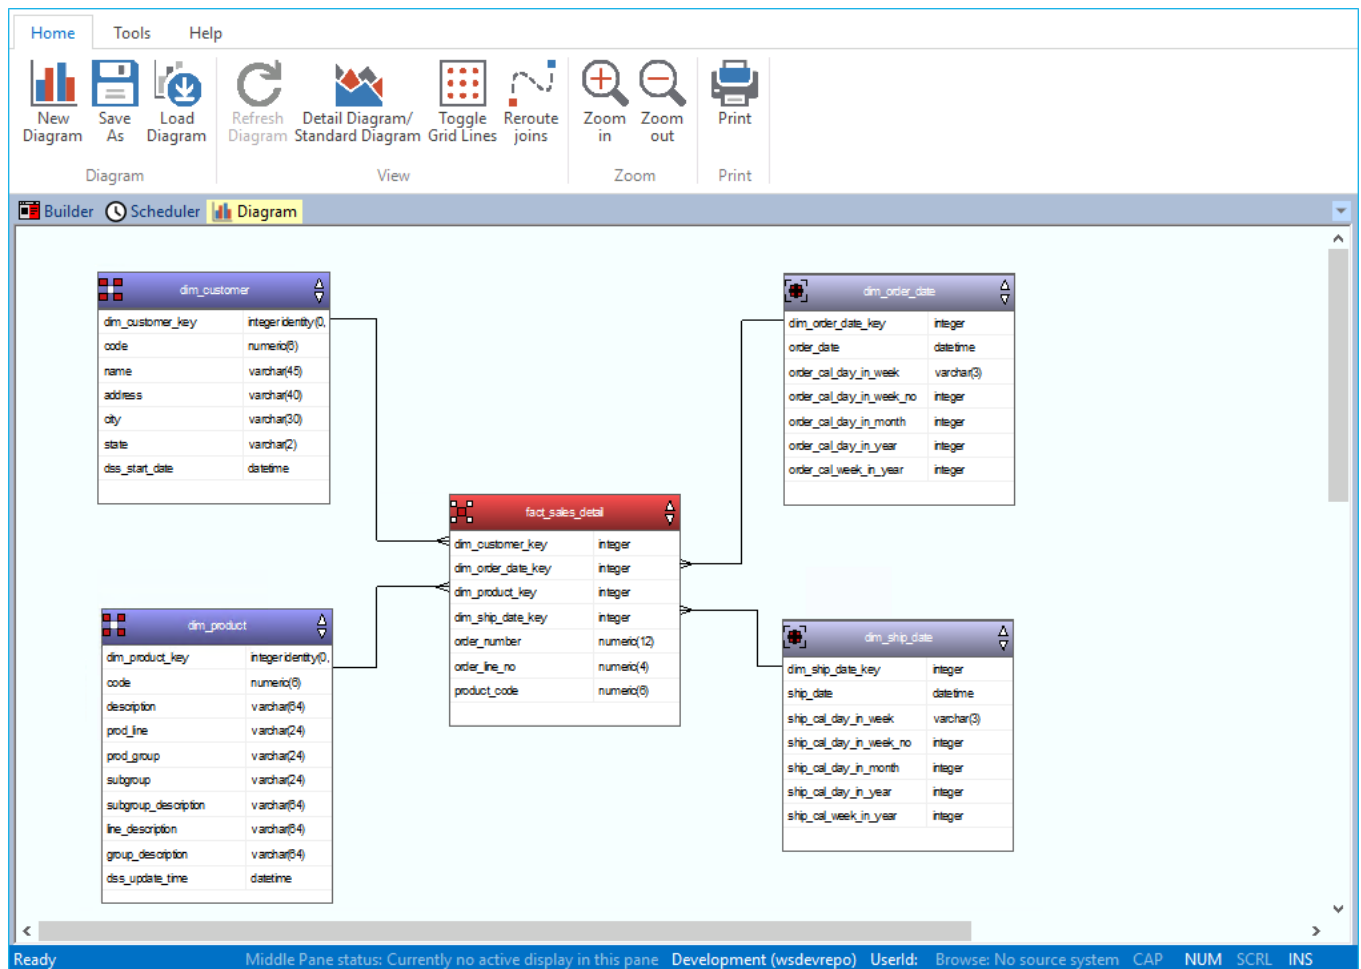 Home Tools Help
New Diagram
Save As
Load Diagram
Refresh Diagram
Detail Diagram/ Standard Diagram
Toggle Grid Lines
Reroute joins
Zoom in
Zoom out
Print
Diagram View Zoom Print
Builder Scheduler Diagram
dim_customer
dim_customer_key integer identity(0,
code numeric(6)
name varchar(45)
address varchar(40)
city varchar(30)
state varchar(2)
dss_start_date datetime
dim_order_date
dim_order_date_key integer
order_date datetime
order_cal_day_in_week varchar(3)
order_cal_day_in_week_no integer
order_cal_day_in_month integer
order_cal_day_in_year integer
order_cal_week_in_year integer
fact_sales_detail
dim_customer_key integer
dim_order_date_key integer
dim_product_key integer
dim_ship_date_key integer
order_number numeric(12)
order_line_no numeric(4)
product_code numeric(6)
dim_product
dim_product_key integer identity(0,
code numeric(6)
description varchar(64)
prod_line varchar(24)
prod_group varchar(24)
subgroup varchar(24)
subgroup_description varchar(64)
line_description varchar(64)
group_description varchar(64)
dss_update_time datetime
dim_ship_date
dim_ship_date_key integer
ship_date datetime
ship_cal_day_in_week varchar(3)
ship_cal_day_in_week_no integer
ship_cal_day_in_month integer
ship_cal_day_in_year integer
ship_cal_week_in_year integer
Ready Middle Pane status: Currently no active display in this pane Development (wsdevrepo) UserId: Browse: No source system CAP NUM SCRL INS